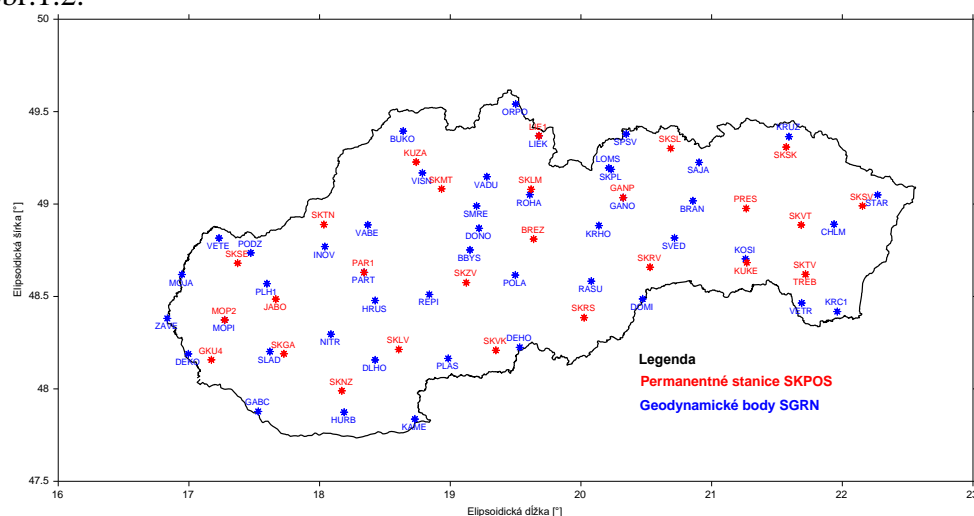 50
49.5
49
48.5
48
47.5
16
17
18
19
20
21
22
23
Elipsoidická šírka [°]
Elipsoidická dĺžka [°]
ORPO
BUKO
LIE1
LIEK
SPSV
KRUZ
SKSK
SKSL
KUZA
VISN
SKMT
VADU
SKLM
ROHA
LOMS
SKPL
GANP
GANO
SAJA
BRAN
PRES
SKSV
STAR
SKTN
VABE
SMRE
DONO
BBYS
BREZ
KRHO
SVED
SKVT
CHLM
VETE
PODZ
SKSE
INOV
MOJA
PLH1
JABO
PAR1
PART
HRUS
REPI
SKZV
POLA
RASU
SKRV
DOMI
KOSI
KUKE
SKTV
TREB
VETR
KRC1
ZAVE
MOP2
MOPI
NITR
SKRS
DEKO
GKU4
SLAD
SKGA
DLHO
SKLV
PLAS
SKVK
DEHO
GABC
SKNZ
HURB
KAME
Legenda
Permanentné stanice SKPOS
Geodynamické body SGRN